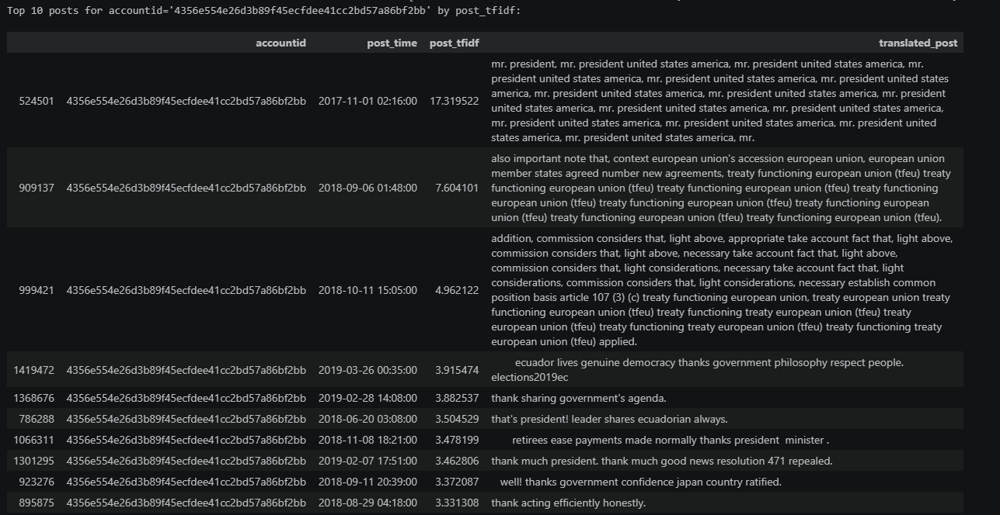 Top 10 posts for accountid='4356e554e26d3b89f45ecfdee41cc2bd57a86bf2bb' by post_tfidf:
accountid post_time post_tfidf translated_post
mr. president, mr. president united states america, mr. president united states america, mr.
president united states america, mr. president united states america, mr. president united states
524501 4356e554e26d3b89f45ecfdee41cc2bd57a86bf2bb 2017-11-01 02:16:00 17.319522 america, mr. president united states america, mr. president united states america, mr. president
united states america, mr. president united states america, mr. president united states america,
mr. president united states america, mr. president united states america, mr. president united
states america, mr. president united states america, mr.
also important note that, context european union's accession european union, european union
member states agreed number new agreements, treaty functioning european union (tfeu) treaty
909137 4356e554e26d3b89f45ecfdee41cc2bd57a86bf2bb 2018-09-06 01:48:00 7.604101 functioning european union (tfeu) treaty functioning european union (tfeu) treaty functioning
european union (tfeu) treaty functioning european union (tfeu) treaty functioning european
union (tfeu) treaty functioning european union (tfeu) treaty functioning european union (tfeu).
addition, commission considers that, light above, appropriate take account fact that, light above,
commission considers that, light above, necessary take account fact that, light above,
commission considers that, light considerations, necessary take account fact that, light
considerations, commission considers that, light considerations, necessary establish common
999421 4356e554e26d3b89f45ecfdee41cc2bd57a86bf2bb 2018-10-11 15:05:00 4.962122 position basis article 107 (3) (c) treaty functioning european union, treaty european union treaty
functioning european union (tfeu) treaty functioning treaty european union (tfeu) treaty
european union (tfeu) treaty functioning treaty european union (tfeu) treaty functioning treaty
european union (tfeu) applied.
1419472 4356e554e26d3b89f45ecfdee41cc2bd57a86bf2bb 2019-03-26 00:35:00 3.915474 ecuador lives genuine democracy thanks government philosophy respect people.
elections2019ec
1368676 4356e554e26d3b89f45ecfdee41cc2bd57a86bf2bb 2019-02-28 14:08:00 3.882537 thank sharing government's agenda.
786288 4356e554e26d3b89f45ecfdee41cc2bd57a86bf2bb 2018-06-20 03:08:00 3.504529 that's president! leader shares ecuadorian always.
1066311 4356e554e26d3b89f45ecfdee41cc2bd57a86bf2bb 2018-11-08 18:21:00 3.478199 retirees ease payments made normally thanks president minister .
1301295 4356e554e26d3b89f45ecfdee41cc2bd57a86bf2bb 2019-02-07 17:51:00 3.462806 thank much president. thank much good news resolution 471 repealed.
923276 4356e554e26d3b89f45ecfdee41cc2bd57a86bf2bb 2018-09-11 20:39:00 3.372087 well! thanks government confidence japan country ratified.
895875 4356e554e26d3b89f45ecfdee41cc2bd57a86bf2bb 2018-08-29 04:18:00 3.331308 thank acting efficiently honestly.